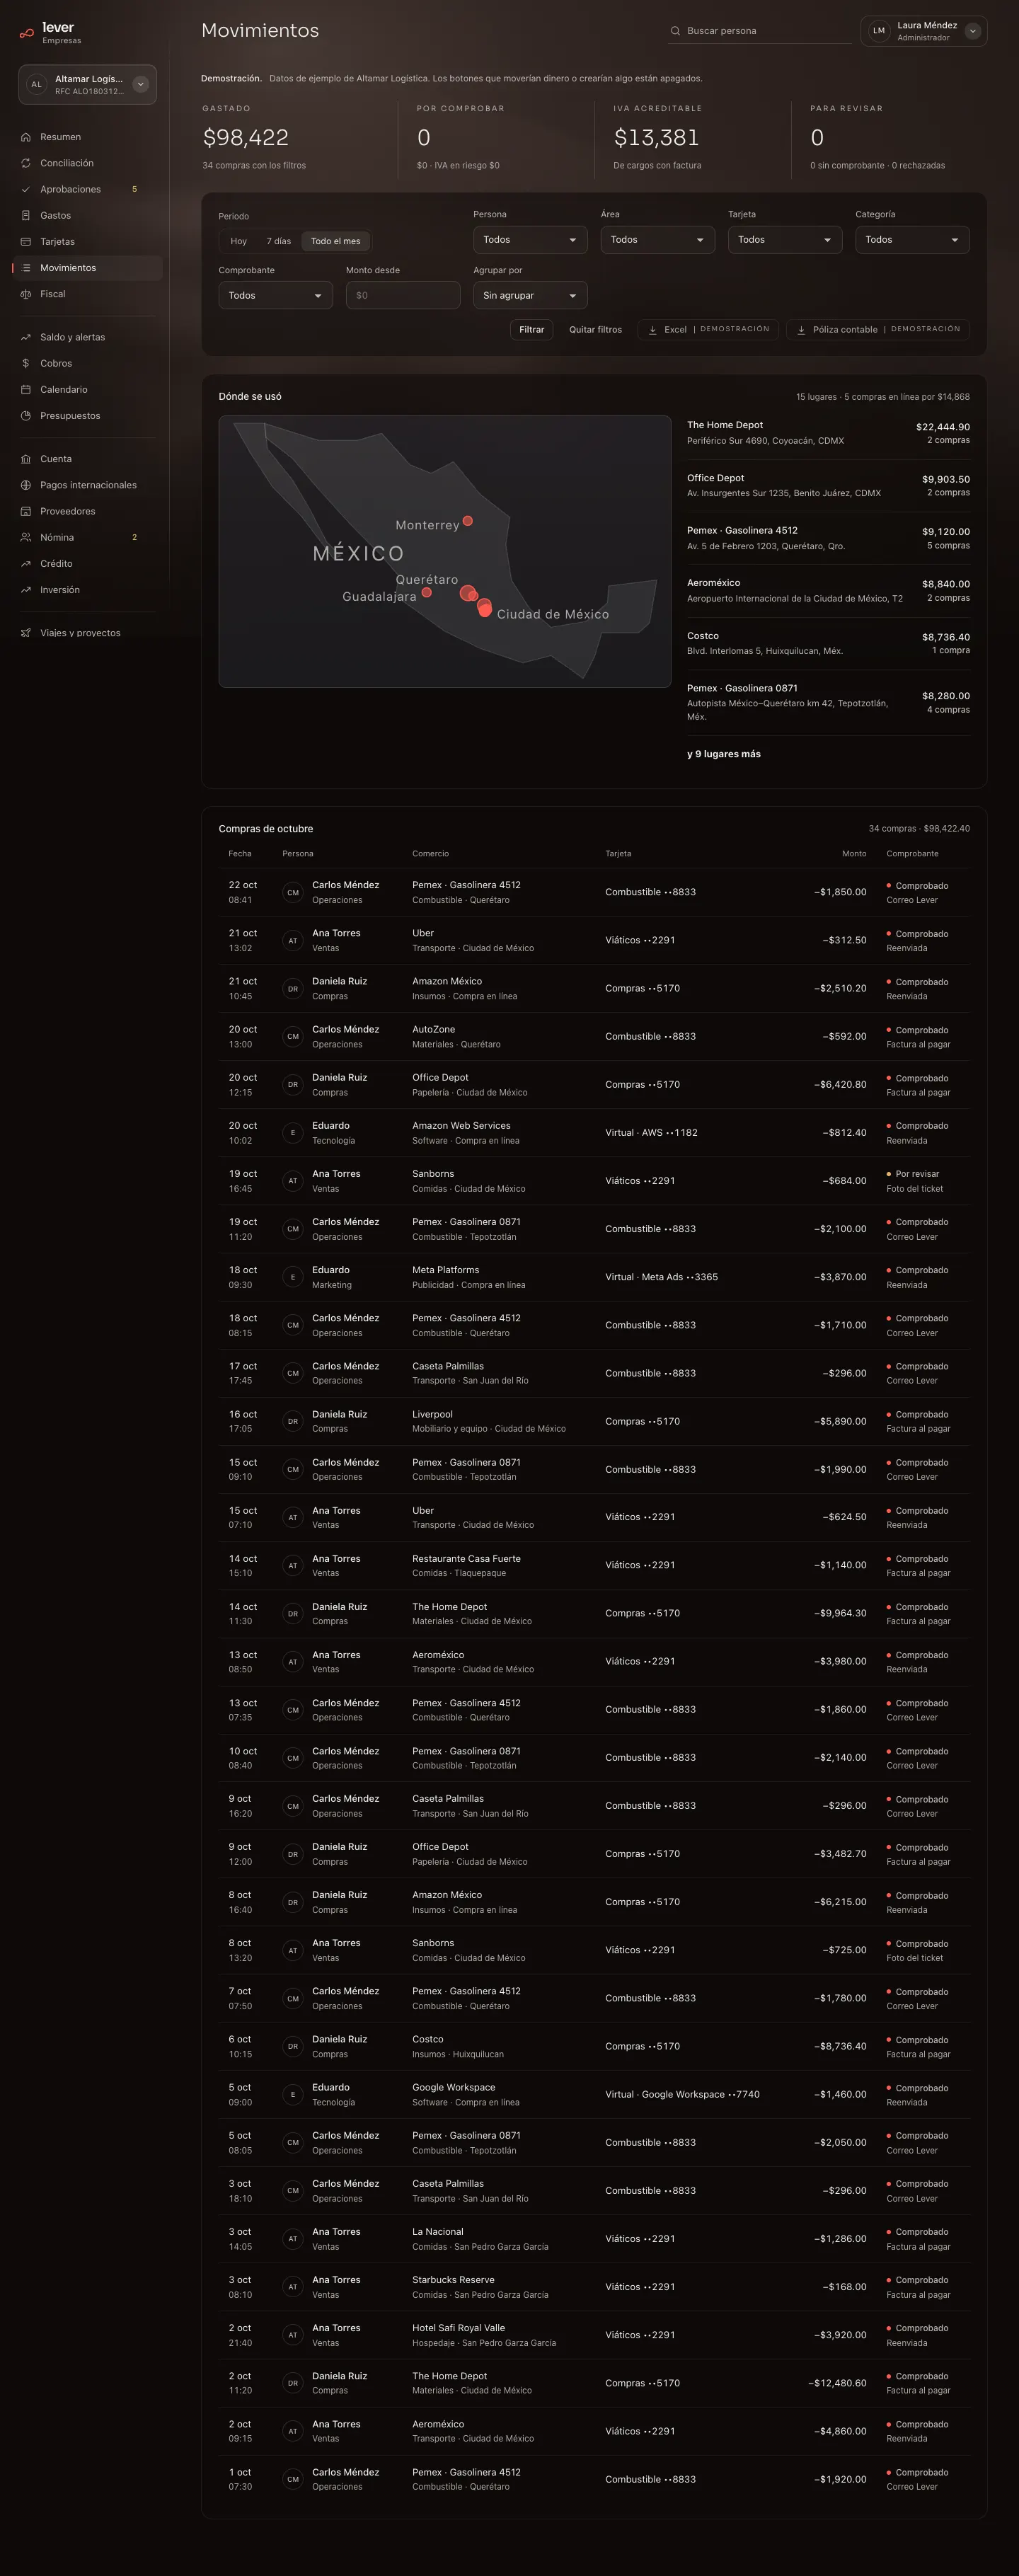 lever
Empresas
AL
Altamar Logís...
RFC ALO180312...
Resumen
Conciliación
Aprobaciones 5
Gastos
Tarjetas
Movimientos
Fiscal
Saldo y alertas
Cobros
Calendario
Presupuestos
Cuenta
Pagos internacionales
Proveedores
Nómina 2
Crédito
Inversión
Viajes y proyectos
Movimientos
Buscar persona
LM
Laura Méndez
Administrador
Demostración. Datos de ejemplo de Altamar Logística. Los botones que moverían dinero o crearían algo están apagados.
GASTADO
$98,422
34 compras con los filtros
POR COMPROBAR
0
$0 · IVA en riesgo $0
IVA ACREDITABLE
$13,381
De cargos con factura
PARA REVISAR
0
0 sin comprobante · 0 rechazadas
Periodo
Hoy 7 días Todo el mes
Persona
Todos
Área
Todos
Tarjeta
Todos
Categoría
Todos
Comprobante
Todos
Monto desde
$0
Agrupar por
Sin agrupar
Filtrar
Quitar filtros
Excel | DEMOSTRACIÓN
Póliza contable | DEMOSTRACIÓN
Dónde se usó
15 lugares · 5 compras en línea por $14,868
Monterrey
MÉXICO
Querétaro
Guadalajara
Ciudad de México
The Home Depot $22,444.90
Periférico Sur 4690, Coyoacán, CDMX 2 compras
Office Depot $9,903.50
Av. Insurgentes Sur 1235, Benito Juárez, CDMX 2 compras
Pemex · Gasolinera 4512 $9,120.00
Av. 5 de Febrero 1203, Querétaro, Qro. 5 compras
Aeroméxico $8,840.00
Aeropuerto Internacional de la Ciudad de México, T2 2 compras
Costco $8,736.40
Blvd. Interlomas 5, Huixquilucan, Méx. 1 compra
Pemex · Gasolinera 0871 $8,280.00
Autopista México–Querétaro km 42, Tepotzotlán, 4 compras
Méx.
y 9 lugares más
Compras de octubre 34 compras · $98,422.40
Fecha Persona Comercio Tarjeta Monto Comprobante
22 oct CM Carlos Méndez Pemex · Gasolinera 4512 Combustible ··8833 −$1,850.00 Comprobado
08:41 Operaciones Combustible · Querétaro Correo Lever
21 oct AT Ana Torres Uber Viáticos ··2291 −$312.50 Comprobado
13:02 Ventas Transporte · Ciudad de México Reenviada
21 oct DR Daniela Ruiz Amazon México Compras ··5170 −$2,510.20 Comprobado
10:45 Compras Insumos · Compra en línea Reenviada
20 oct CM Carlos Méndez AutoZone Combustible ··8833 −$592.00 Comprobado
13:00 Operaciones Materiales · Querétaro Factura al pagar
20 oct DR Daniela Ruiz Office Depot Compras ··5170 −$6,420.80 Comprobado
12:15 Compras Papelería · Ciudad de México Factura al pagar
20 oct E Eduardo Amazon Web Services Virtual · AWS ··1182 −$812.40 Comprobado
10:02 Tecnología Software · Compra en línea Reenviada
19 oct AT Ana Torres Sanborns Viáticos ··2291 −$684.00 Por revisar
16:45 Ventas Comidas · Ciudad de México Foto del ticket
19 oct CM Carlos Méndez Pemex · Gasolinera 0871 Combustible ··8833 −$2,100.00 Comprobado
11:20 Operaciones Combustible · Tepotzotlán Correo Lever
18 oct E Eduardo Meta Platforms Virtual · Meta Ads ··3365 −$3,870.00 Comprobado
09:30 Marketing Publicidad · Compra en línea Reenviada
18 oct CM Carlos Méndez Pemex · Gasolinera 4512 Combustible ··8833 −$1,710.00 Comprobado
08:15 Operaciones Combustible · Querétaro Correo Lever
17 oct CM Carlos Méndez Caseta Palmillas Combustible ··8833 −$296.00 Comprobado
17:45 Operaciones Transporte · San Juan del Río Correo Lever
16 oct DR Daniela Ruiz Liverpool Compras ··5170 −$5,890.00 Comprobado
17:05 Compras Mobiliario y equipo · Ciudad de México Factura al pagar
15 oct CM Carlos Méndez Pemex · Gasolinera 0871 Combustible ··8833 −$1,990.00 Comprobado
09:10 Operaciones Combustible · Tepotzotlán Correo Lever
15 oct AT Ana Torres Uber Viáticos ··2291 −$624.50 Comprobado
07:10 Ventas Transporte · Ciudad de México Reenviada
14 oct AT Ana Torres Restaurante Casa Fuerte Viáticos ··2291 −$1,140.00 Comprobado
15:10 Ventas Comidas · Tlaquepaque Factura al pagar
14 oct DR Daniela Ruiz The Home Depot Compras ··5170 −$9,964.30 Comprobado
11:30 Compras Materiales · Ciudad de México Factura al pagar
13 oct AT Ana Torres Aeroméxico Viáticos ··2291 −$3,980.00 Comprobado
08:50 Ventas Transporte · Ciudad de México Reenviada
13 oct CM Carlos Méndez Pemex · Gasolinera 4512 Combustible ··8833 −$1,860.00 Comprobado
07:35 Operaciones Combustible · Querétaro Correo Lever
10 oct CM Carlos Méndez Pemex · Gasolinera 0871 Combustible ··8833 −$2,140.00 Comprobado
08:40 Operaciones Combustible · Tepotzotlán Correo Lever
9 oct CM Carlos Méndez Caseta Palmillas Combustible ··8833 −$296.00 Comprobado
16:20 Operaciones Transporte · San Juan del Río Correo Lever
9 oct DR Daniela Ruiz Office Depot Compras ··5170 −$3,482.70 Comprobado
12:00 Compras Papelería · Ciudad de México Factura al pagar
8 oct DR Daniela Ruiz Amazon México Compras ··5170 −$6,215.00 Comprobado
16:40 Compras Insumos · Compra en línea Reenviada
8 oct AT Ana Torres Sanborns Viáticos ··2291 −$725.00 Comprobado
13:20 Ventas Comidas · Ciudad de México Foto del ticket
7 oct CM Carlos Méndez Pemex · Gasolinera 4512 Combustible ··8833 −$1,780.00 Comprobado
07:50 Operaciones Combustible · Querétaro Correo Lever
6 oct DR Daniela Ruiz Costco Compras ··5170 −$8,736.40 Comprobado
10:15 Compras Insumos · Huixquilucan Factura al pagar
5 oct E Eduardo Google Workspace Virtual · Google Workspace ··7740 −$1,460.00 Comprobado
09:00 Tecnología Software · Compra en línea Reenviada
5 oct CM Carlos Méndez Pemex · Gasolinera 0871 Combustible ··8833 −$2,050.00 Comprobado
08:05 Operaciones Combustible · Tepotzotlán Correo Lever
3 oct CM Carlos Méndez Caseta Palmillas Combustible ··8833 −$296.00 Comprobado
18:10 Operaciones Transporte · San Juan del Río Correo Lever
3 oct AT Ana Torres La Nacional Viáticos ··2291 −$1,286.00 Comprobado
14:05 Ventas Comidas · San Pedro Garza García Factura al pagar
3 oct AT Ana Torres Starbucks Reserve Viáticos ··2291 −$168.00 Comprobado
08:10 Ventas Comidas · San Pedro Garza García Factura al pagar
2 oct AT Ana Torres Hotel Safi Royal Valle Viáticos ··2291 −$3,920.00 Comprobado
21:40 Ventas Hospedaje · San Pedro Garza García Reenviada
2 oct DR Daniela Ruiz The Home Depot Compras ··5170 −$12,480.60 Comprobado
11:20 Compras Materiales · Ciudad de México Factura al pagar
2 oct AT Ana Torres Aeroméxico Viáticos ··2291 −$4,860.00 Comprobado
09:15 Ventas Transporte · Ciudad de México Reenviada
1 oct CM Carlos Méndez Pemex · Gasolinera 4512 Combustible ··8833 −$1,920.00 Comprobado
07:30 Operaciones Combustible · Querétaro Correo Lever